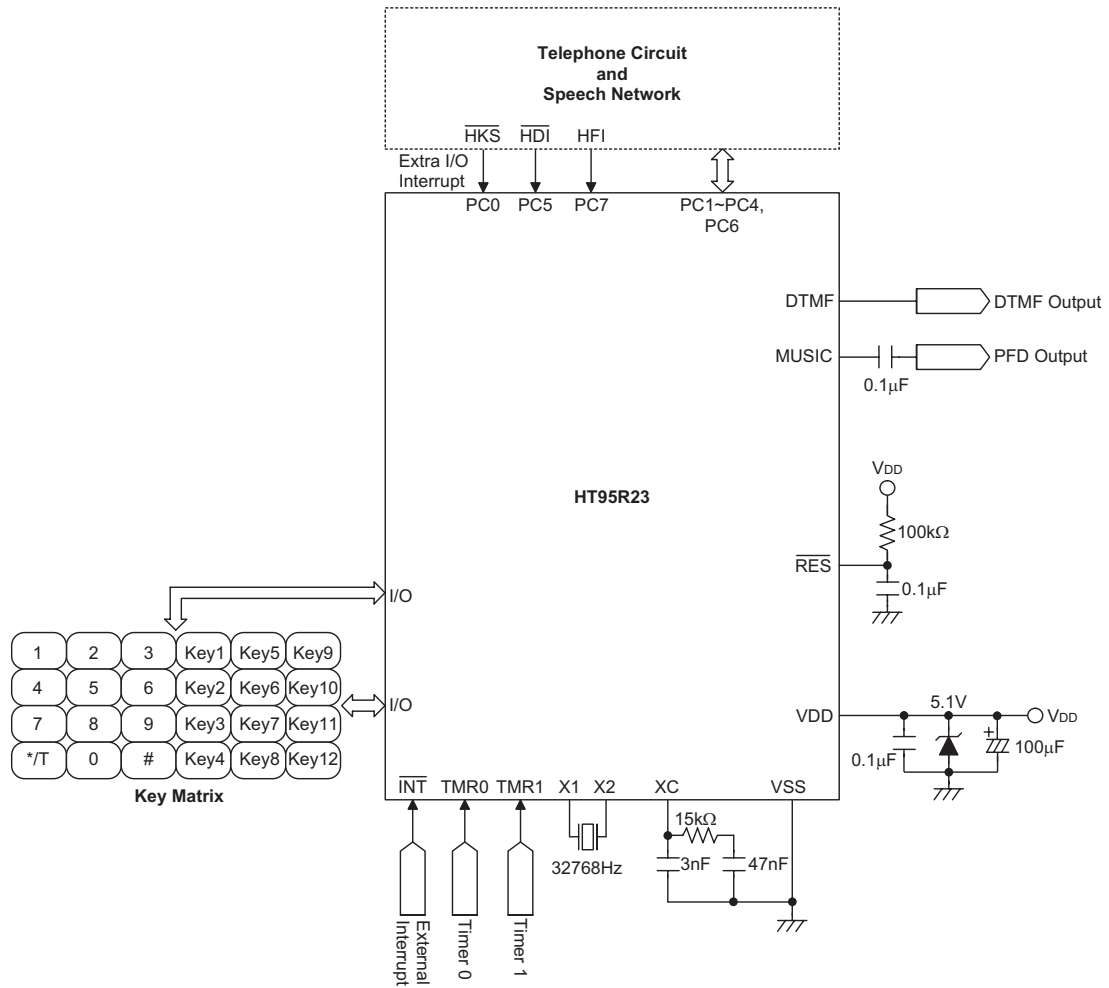 Telephone Circuit
and
Speech Network
HKS HDI HFI
Extra I/O
Interrupt
PC0 PC5 PC7 PC1~PC4,
PC6
DTMF DTMF Output
MUSIC PFD Output
0.1μF
HT95R23
VDD
100kΩ
RES
0.1μF
I/O
1 2 3 Key1 Key5 Key9
4 5 6 Key2 Key6 Key10
I/O
7 8 9 Key3 Key7 Key11
*/T 0 # Key4 Key8 Key12
Key Matrix
5.1V
VDD VDD
0.1μF + 100μF
INT TMR0 TMR1 X1 X2 XC VSS
15kΩ
32768Hz 3nF 47nF
External
Interrupt
Timer 0
Timer 1